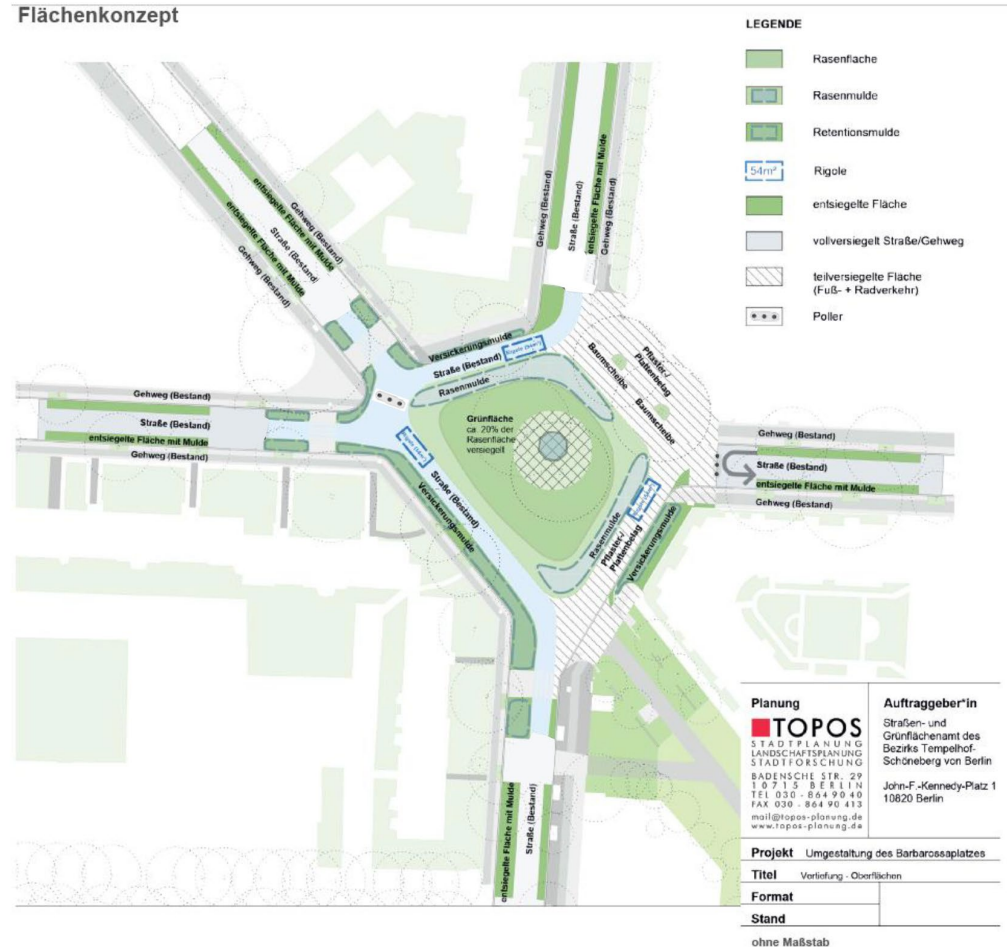 Flächenkonzept
LEGENDE
Rasenfläche
Rasenmulde
Retentionsmulde
54m²
Rigole
entsiegelte Fläche
vollversiegelt Straße/Gehweg
teilversiegelte Fläche
(Fuß- + Radverkehr)
Poller
Gehweg (Bestand)
entsiegelte Fläche mit Mulde
Straße (Bestand)
entsiegelte Fläche mit Mulde
Gehweg (Bestand)
Gehweg (Bestand)
Straße (Bestand)
entsiegelte Fläche mit Mulde
Gehweg (Bestand)
Versickerungsmulde
Straße (Bestand)
Rigole
Rasenmulde
Baumscheibe
Pflaster-/
Plattenbelag
Baumscheibe
Grünfläche
ca. 20% der
Rasenfläche
versiegelt
Gehweg (Bestand)
Straße (Bestand)
entsiegelte Fläche mit Mulde
Gehweg (Bestand)
Rigole
Straße (Bestand)
Versickerungsmulde
Rasenmulde
Pflaster-/
Plattenbelag
Rigole
Versickerungsmulde
Gehweg (Bestand)
Straße (Bestand)
entsiegelte Fläche mit Mulde
Gehweg (Bestand)
entsiegelte Fläche mit Mulde
Straße (Bestand)
Planung
TOPOS
STADTPLANUNG
LANDSCHAFTSPLANUNG
STADTFORSCHUNG
BADENSCHE STR. 29
10715 BERLIN
TEL 030 - 864 90 40
FAX 030 - 864 90 413
mail@topos-planung.de
www.topos-planung.de
Auftraggeber*in
Straßen- und
Grünflächenamt des
Bezirks Tempelhof-
Schöneberg von Berlin
John-F.-Kennedy-Platz 1
10820 Berlin
Projekt Umgestaltung des Barbarossaplatzes
Titel Vertiefung - Oberflächen
Format
Stand
ohne Maßstab